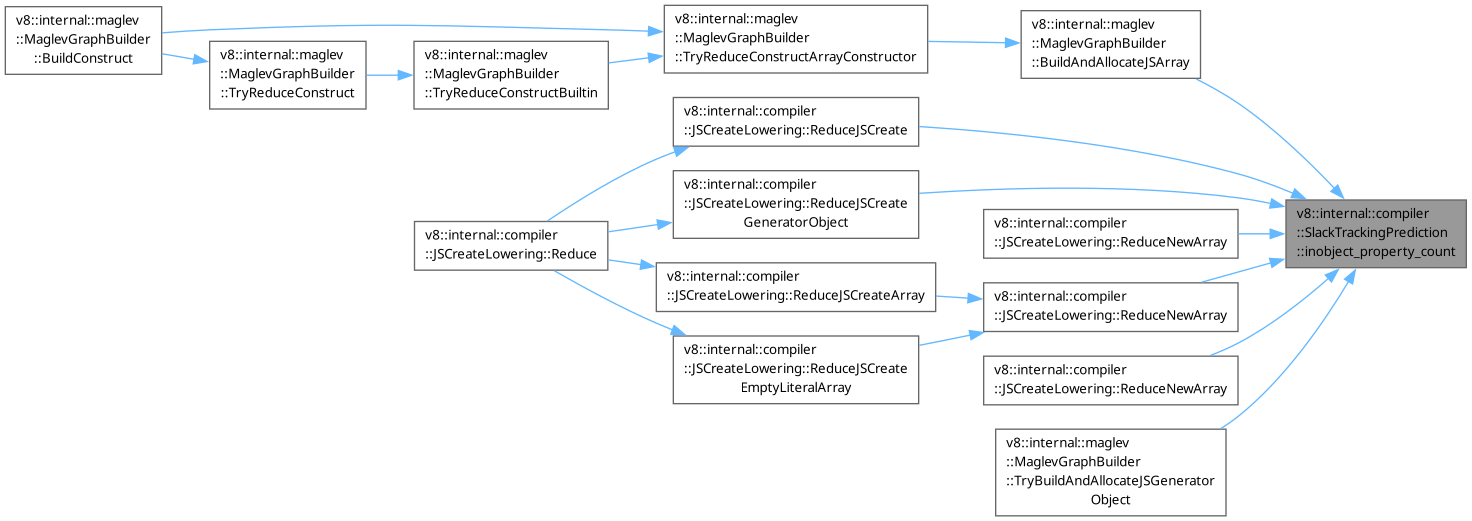 v8::internal::maglev
::MaglevGraphBuilder
::BuildConstruct
v8::internal::maglev
::MaglevGraphBuilder
::TryReduceConstruct
v8::internal::maglev
::MaglevGraphBuilder
::TryReduceConstructBuiltin
v8::internal::maglev
::MaglevGraphBuilder
::TryReduceConstructArrayConstructor
v8::internal::maglev
::MaglevGraphBuilder
::BuildAndAllocateJSArray
v8::internal::compiler
::JSCreateLowering::ReduceJSCreate
v8::internal::compiler
::JSCreateLowering::ReduceJSCreate
GeneratorObject
v8::internal::compiler
::JSCreateLowering::Reduce
v8::internal::compiler
::JSCreateLowering::ReduceJSCreateArray
v8::internal::compiler
::JSCreateLowering::ReduceJSCreate
EmptyLiteralArray
v8::internal::compiler
::JSCreateLowering::ReduceNewArray
v8::internal::compiler
::JSCreateLowering::ReduceNewArray
v8::internal::compiler
::JSCreateLowering::ReduceNewArray
v8::internal::maglev
::MaglevGraphBuilder
::TryBuildAndAllocateJSGenerator
Object
v8::internal::compiler
::SlackTrackingPrediction
::inobject_property_count